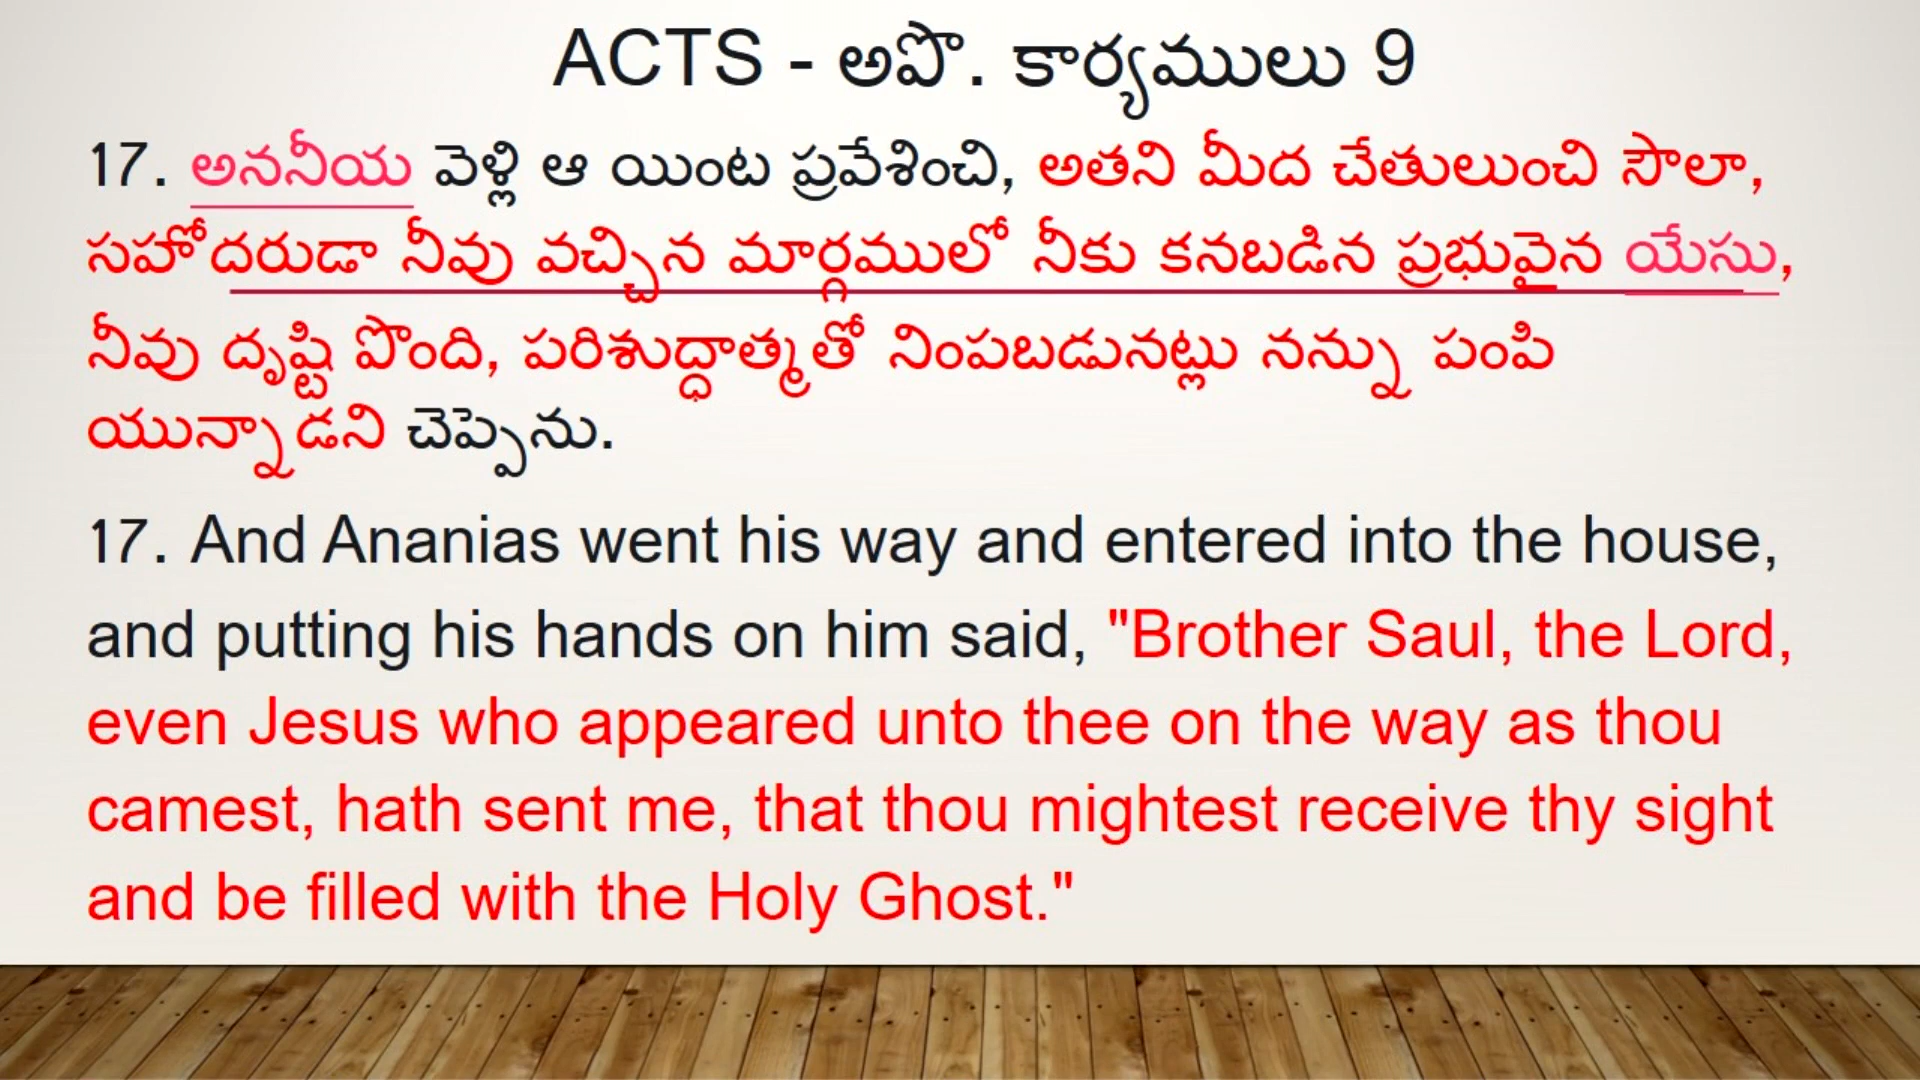 ACTS - అపొ. కార్యములు 9
17. అననీయ వెళ్లి ఆ యింట ప్రవేశించి, అతని మీద చేతులుంచి సౌలా,
సహోదరుడా నీవు వచ్చిన మార్గములో నీకు కనబడిన ప్రభువైన యేసు,
నీవు దృష్టి పొంది, పరిశుద్ధాత్మతో నింపబడునట్లు నన్ను పంపి
యున్నాడని చెప్పెను.
17. And Ananias went his way and entered into the house,
and putting his hands on him said, "Brother Saul, the Lord,
even Jesus who appeared unto thee on the way as thou
camest, hath sent me, that thou mightest receive thy sight
and be filled with the Holy Ghost."